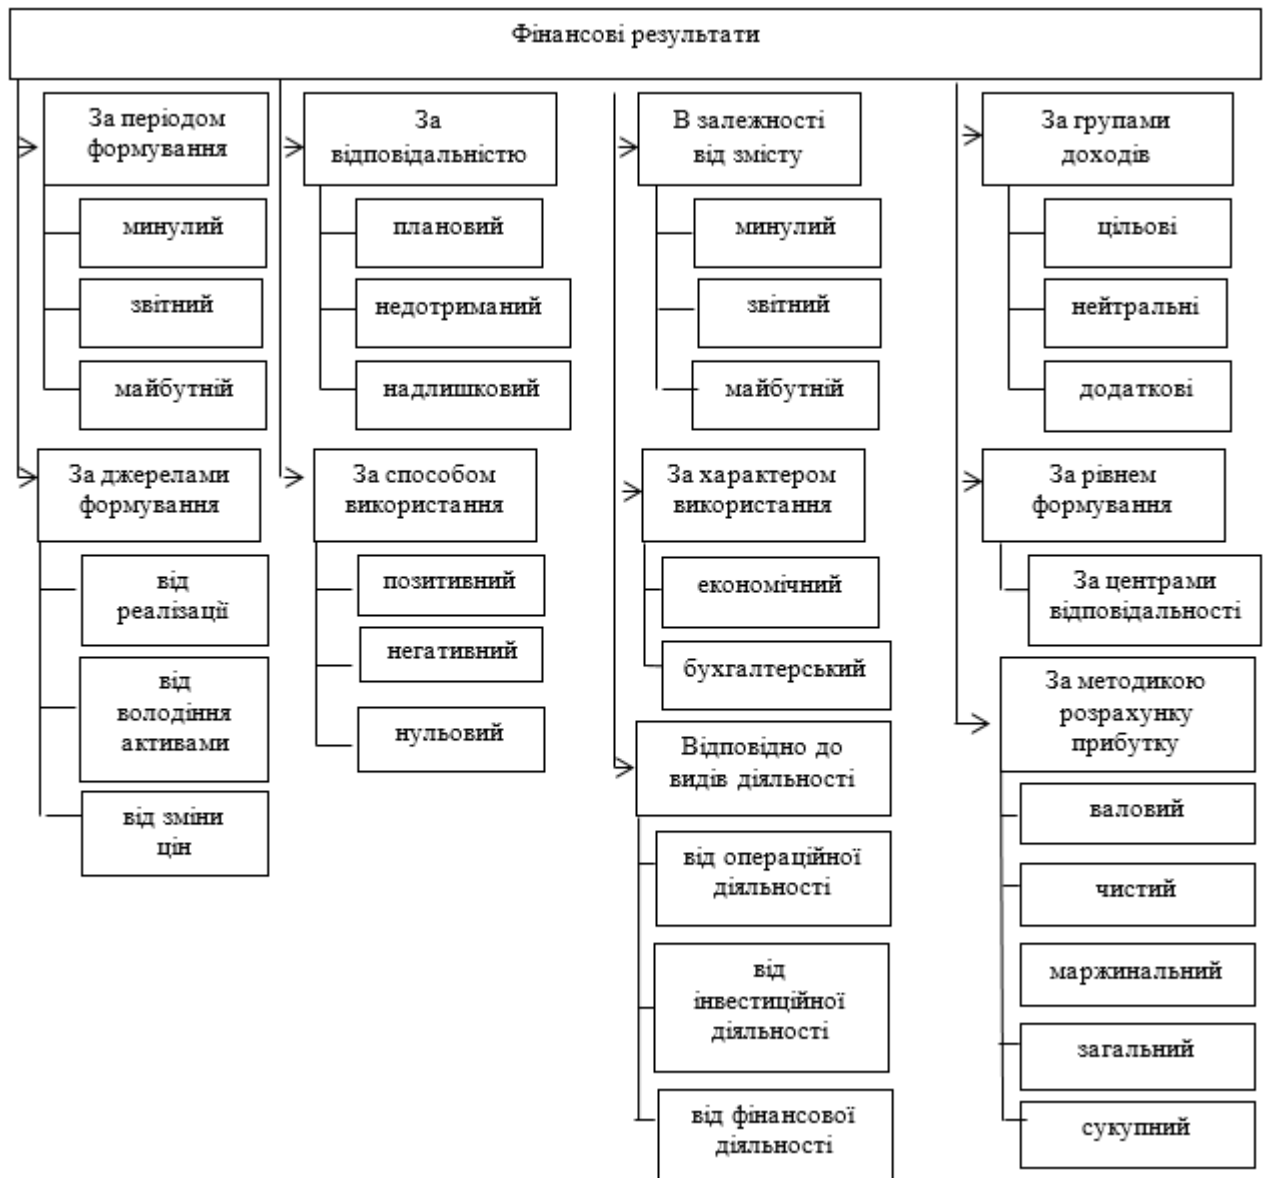 Фінансові результати
За періодом
формування
минулий
звітний
майбутній
За джерелами
формування
від
реалізації
від
володіння
активами
від зміни
цін
За
відповідальністю
плановий
недотриманий
надлишковий
За способом
використання
позитивний
негативний
нульовий
В залежності
від змісту
минулий
звітний
майбутній
За характером
використання
економічний
бухгалтерський
Відповідно до
видів діяльності
від операційної
діяльності
від
інвестиційної
діяльності
від фінансової
діяльності
За групами
доходів
цільові
нейтральні
додаткові
За рівнем
формування
За центрами
відповідальності
За методикою
розрахунку
прибутку
валовий
чистий
маржинальний
загальний
сукупний